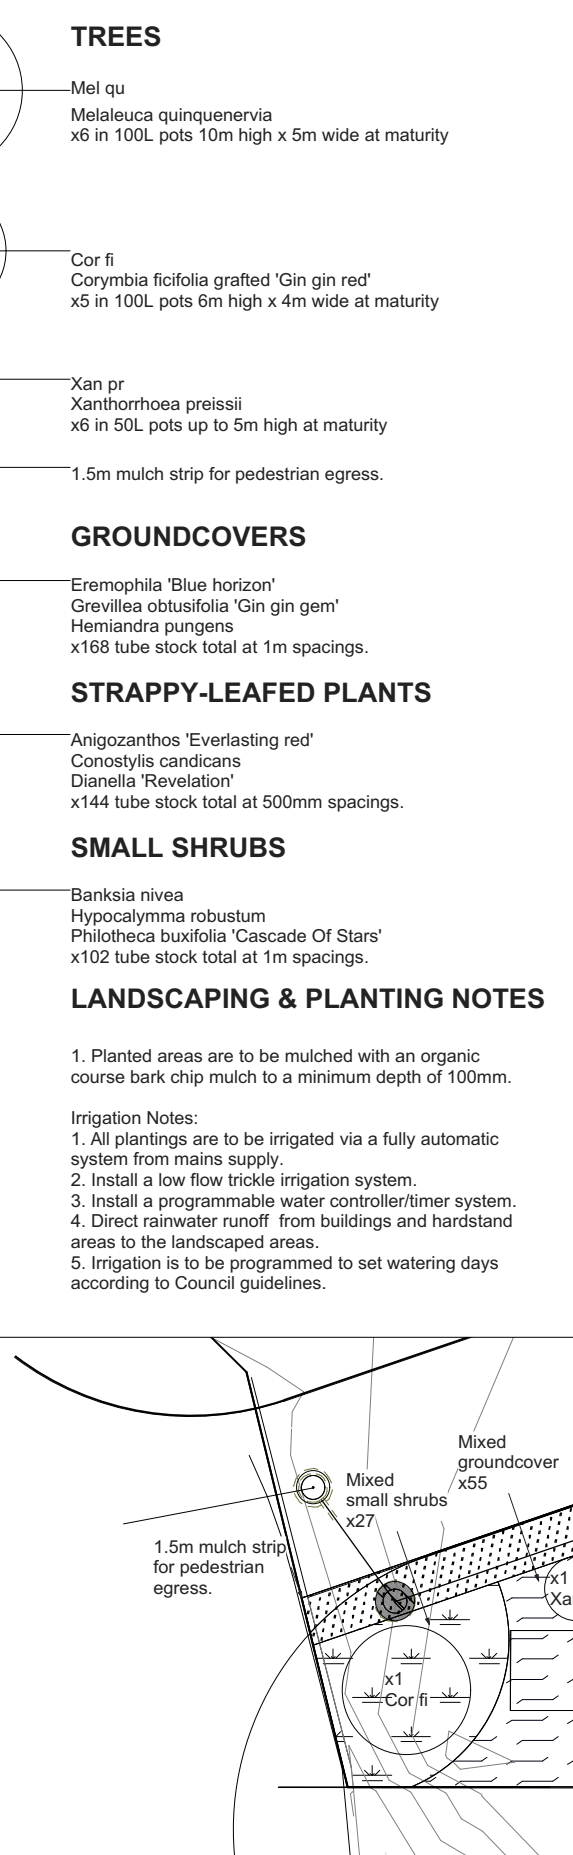 TREES
Mel qu
Melaleuca quinquenervia
x6 in 100L pots 10m high x 5m wide at maturity
Cor fi
Corymbia ficifolia grafted 'Gin gin red'
x5 in 100L pots 6m high x 4m wide at maturity
Xan pr
Xanthorrhoea preissii
x6 in 50L pots up to 5m high at maturity
1.5m mulch strip for pedestrian egress.
GROUNDCOVERS
Eremophila 'Blue horizon'
Grevillea obtusifolia 'Gin gin gem'
Hemiandra pungens
x168 tube stock total at 1m spacings.
STRAPPY-LEAFED PLANTS
Anigozanthos 'Everlasting red'
Conostylis candicans
Dianella 'Revelation'
x144 tube stock total at 500mm spacings.
SMALL SHRUBS
Banksia nivea
Hypocalymma robustum
Philotheca buxifolia 'Cascade Of Stars'
x102 tube stock total at 1m spacings.
LANDSCAPING & PLANTING NOTES
1. Planted areas are to be mulched with an organic
course bark chip mulch to a minimum depth of 100mm.
Irrigation Notes:
1. All plantings are to be irrigated via a fully automatic
system from mains supply.
2. Install a low flow trickle irrigation system.
3. Install a programmable water controller/timer system.
4. Direct rainwater runoff  from buildings and hardstand
areas to the landscaped areas.
5. Irrigation is to be programmed to set watering days
according to Council guidelines.
Mixed
groundcover
x55
Mixed
small shrubs
x27
1.5m mulch strip
for pedestrian
egress.
x1
Xa
x1
Cor fi